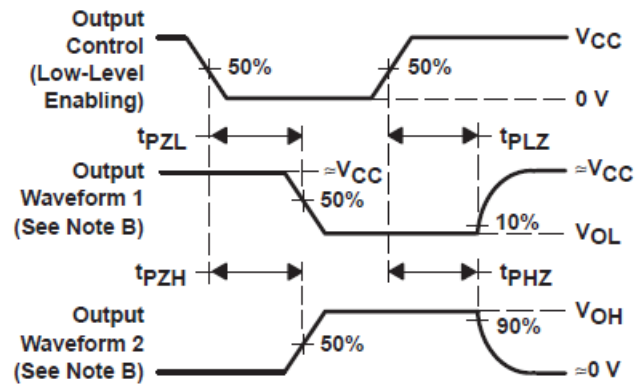 Output
Control
(Low-Level
Enabling)
50%
50%
VCC
0 V
tPZL
tPLZ
Output
Waveform 1
(See Note B)
≈VCC
50%
≈VCC
10%
VOL
tPZH
tPHZ
Output
Waveform 2
(See Note B)
50%
VOH
90%
≈0 V